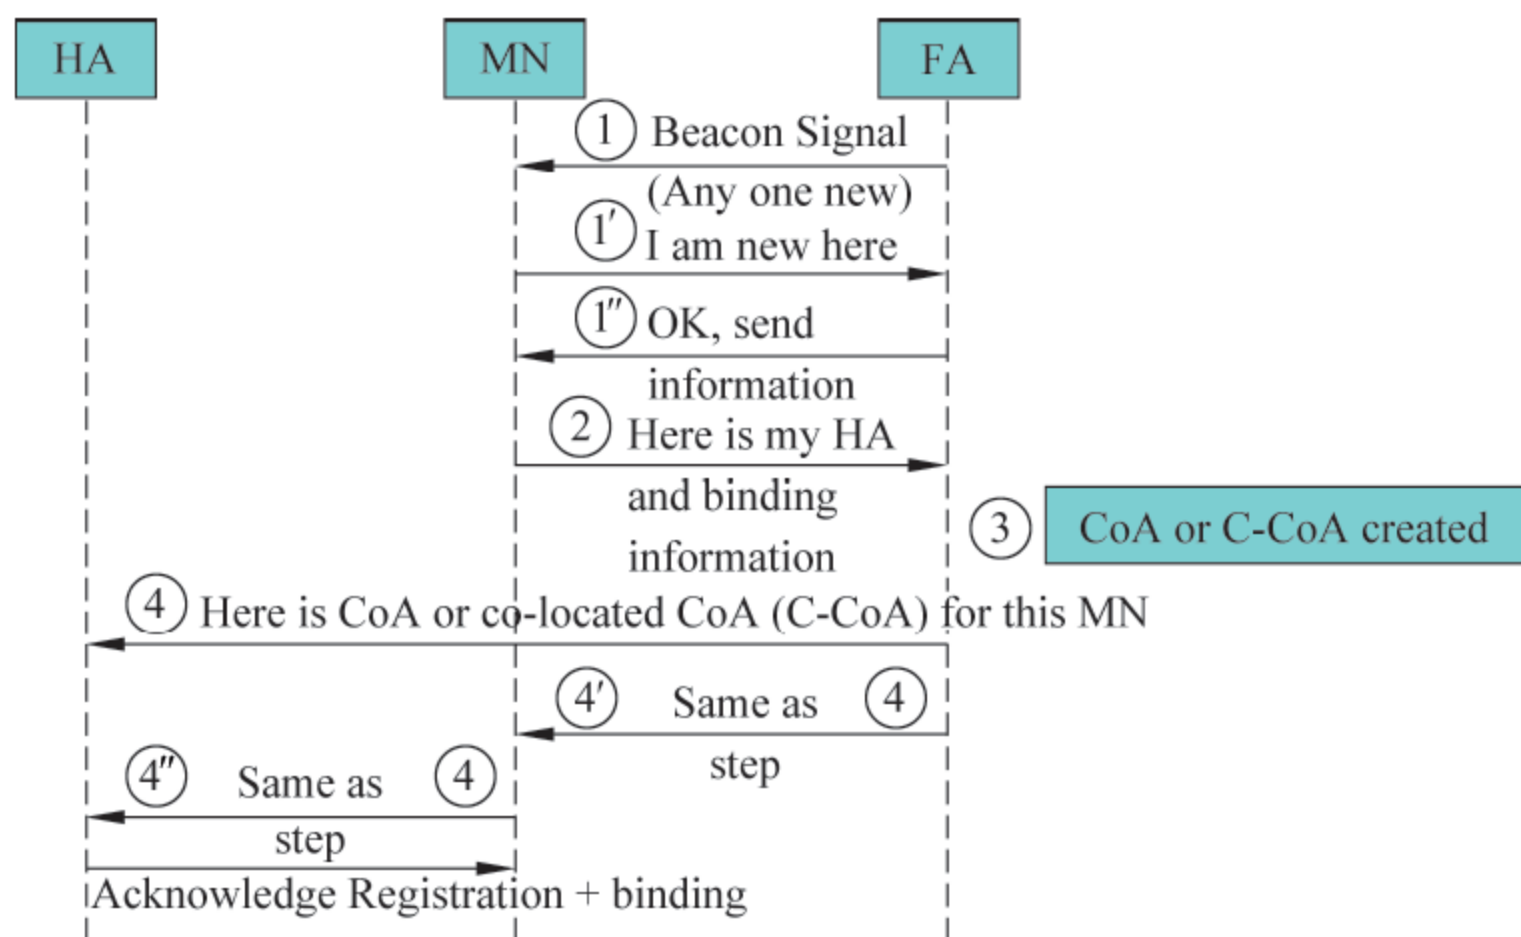 HA MN FA
1 Beacon Signal
(Any one new)
1′ I am new here
1″ OK, send
information
2 Here is my HA
and binding
information
3 CoA or C-CoA created
4 Here is CoA or co-located CoA (C-CoA) for this MN
4′ Same as 4
step
4″ Same as 4
step
Acknowledge Registration + binding